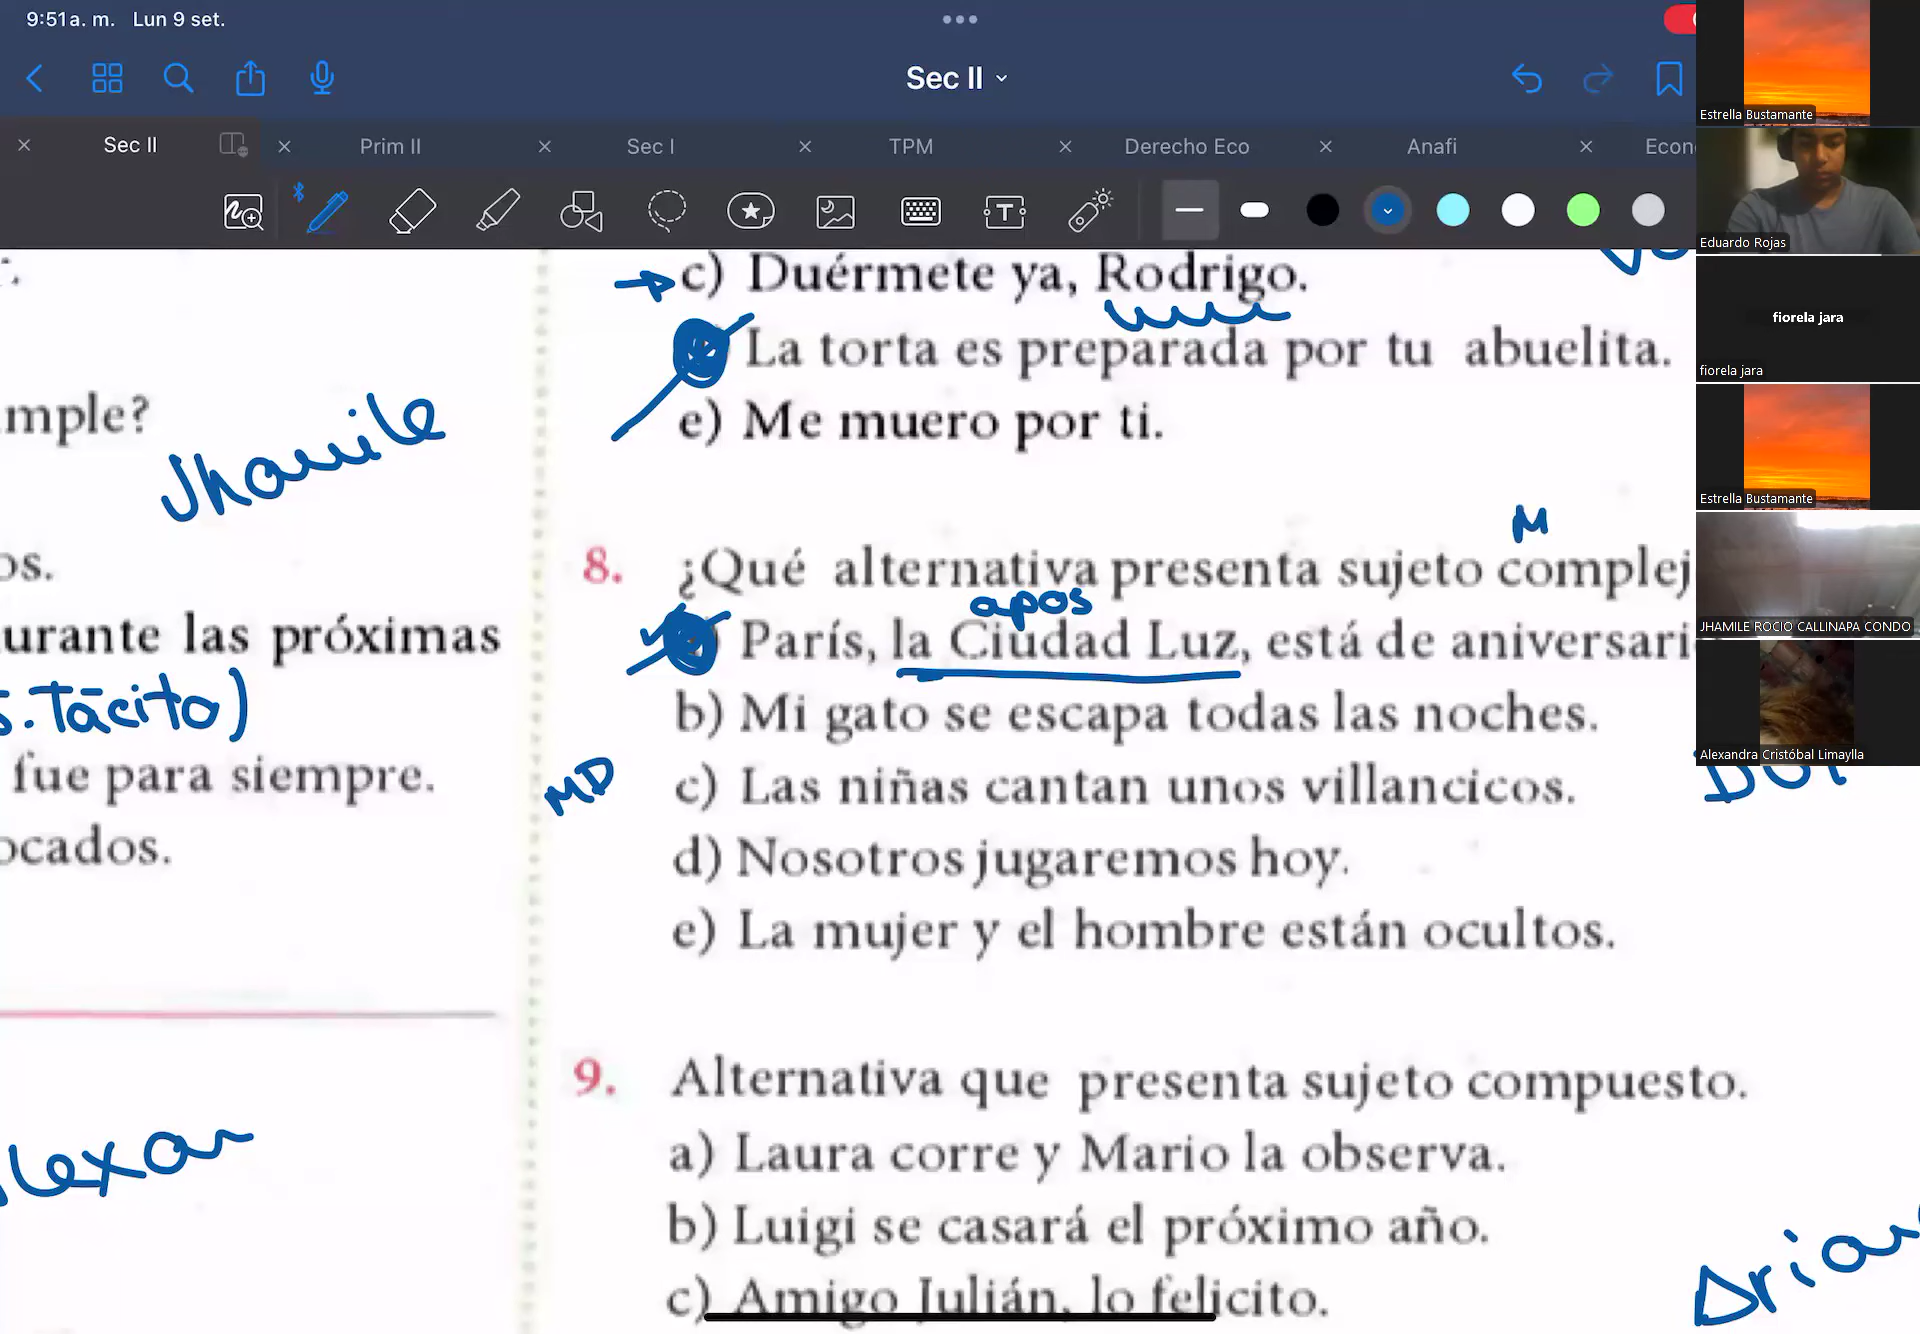 9:51 a. m. Lun 9 set.
Sec II
Sec II
Prim II
Sec I
TPM
Derecho Eco
Anafi
Econ
Estrella Bustamante
Eduardo Rojas
fiorela jara
fiorela jara
Estrella Bustamante
JHAMILE ROCIO CALLINAPA CONDO
Alexandra Cristóbal Limaylla
mple?
Jhamile
os.
urante las próximas
s. Tácito)
fue para siempre.
ocados.
lexan
c) Duérmete ya, Rodrigo.
La torta es preparada por tu abuelita.
e) Me muero por ti.
M
8. ¿Qué alternativa presenta sujeto complej
apos
París, la Ciudad Luz, está de aniversari
b) Mi gato se escapa todas las noches.
MD
c) Las niñas cantan unos villancicos.
d) Nosotros jugaremos hoy.
e) La mujer y el hombre están ocultos.
9. Alternativa que presenta sujeto compuesto.
a) Laura corre y Mario la observa.
b) Luigi se casará el próximo año.
c) Amigo Julián, lo felicito.